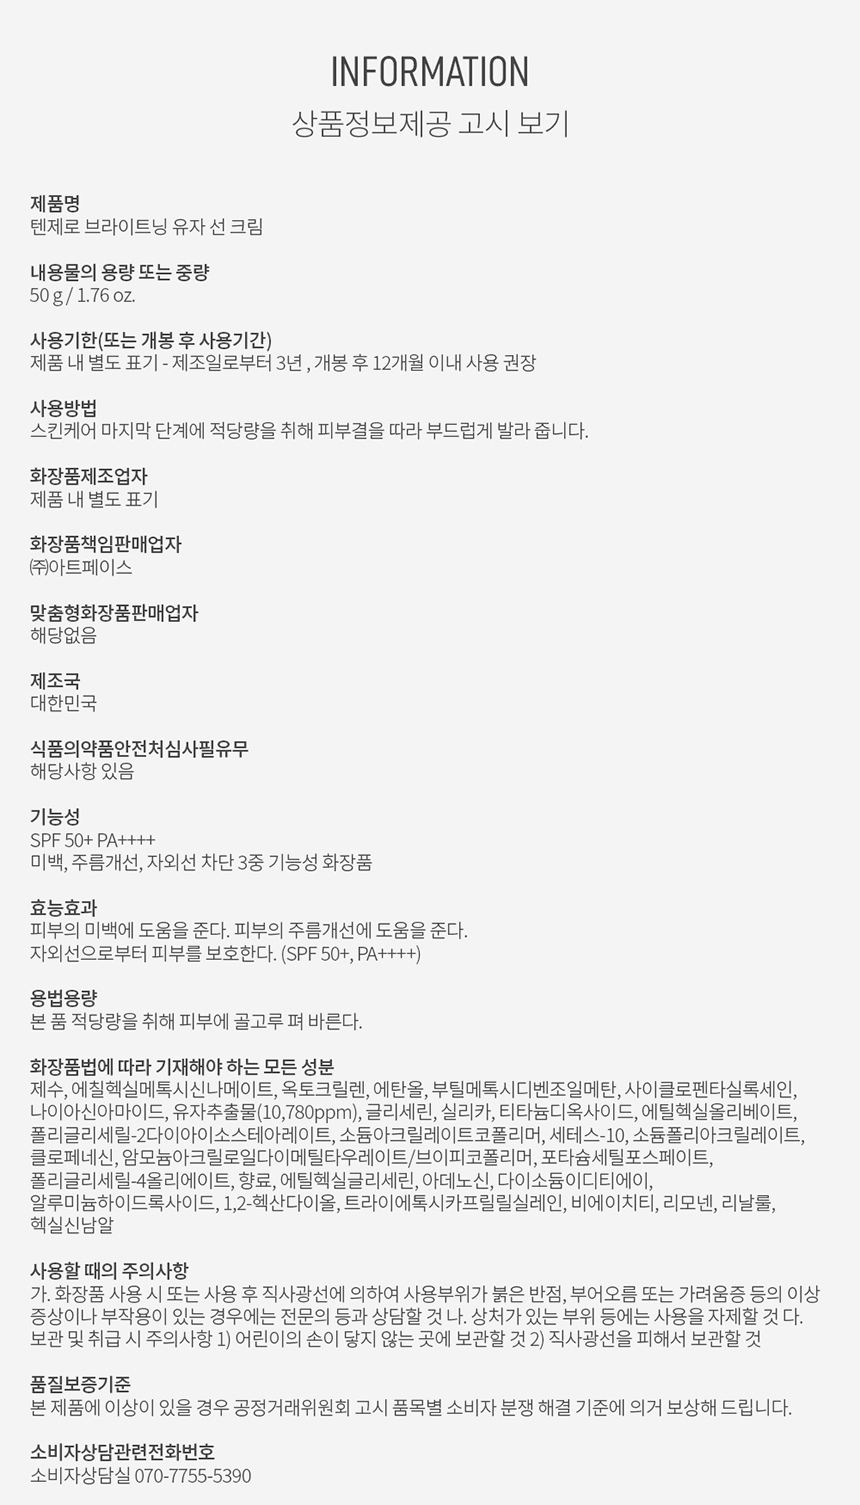 INFORMATION
상품정보제공 고시 보기
제품명
텐제로 브라이트닝 유자 선 크림
내용물의 용량 또는 중량
50 g / 1.76 oz.
사용기한(또는 개봉 후 사용기간)
제품 내 별도 표기 - 제조일로부터 3년 , 개봉 후 12개월 이내 사용 권장
사용방법
스킨케어 마지막 단계에 적당량을 취해 피부결을 따라 부드럽게 발라 줍니다.
화장품제조업자
제품 내 별도 표기
화장품책임판매업자
㈜아트페이스
맞춤형화장품판매업자
해당없음
제조국
대한민국
식품의약품안전처심사필유무
해당사항 있음
기능성
SPF 50+ PA++++
미백, 주름개선, 자외선 차단 3중 기능성 화장품
효능효과
피부의 미백에 도움을 준다. 피부의 주름개선에 도움을 준다.
자외선으로부터 피부를 보호한다. (SPF 50+, PA++++)
용법용량
본 품 적당량을 취해 피부에 골고루 펴 바른다.
화장품법에 따라 기재해야 하는 모든 성분
제수, 에칠헥실메톡시신나메이트, 옥토크릴렌, 에탄올, 부틸메톡시디벤조일메탄, 사이클로펜타실록세인,
나이아신아마이드, 유자추출물(10,780ppm), 글리세린, 실리카, 티타늄디옥사이드, 에틸헥실올리베이트,
폴리글리세릴-2다이아이소스테아레이트, 소듐아크릴레이트코폴리머, 세테스-10, 소듐폴리아크릴레이트,
클로페네신, 암모늄아크릴로일다이메틸타우레이트/브이피코폴리머, 포타슘세틸포스페이트,
폴리글리세릴-4올리에이트, 향료, 에틸헥실글리세린, 아데노신, 다이소듐이디티에이,
알루미늄하이드록사이드, 1,2-헥산다이올, 트라이에톡시카프릴릴실레인, 비에이치티, 리모넨, 리날룰,
헥실신남알
사용할 때의 주의사항
가. 화장품 사용 시 또는 사용 후 직사광선에 의하여 사용부위가 붉은 반점, 부어오름 또는 가려움증 등의 이상
증상이나 부작용이 있는 경우에는 전문의 등과 상담할 것 나. 상처가 있는 부위 등에는 사용을 자제할 것 다.
보관 및 취급 시 주의사항 1) 어린이의 손이 닿지 않는 곳에 보관할 것 2) 직사광선을 피해서 보관할 것
품질보증기준
본 제품에 이상이 있을 경우 공정거래위원회 고시 품목별 소비자 분쟁 해결 기준에 의거 보상해 드립니다.
소비자상담관련전화번호
소비자상담실 070-7755-5390